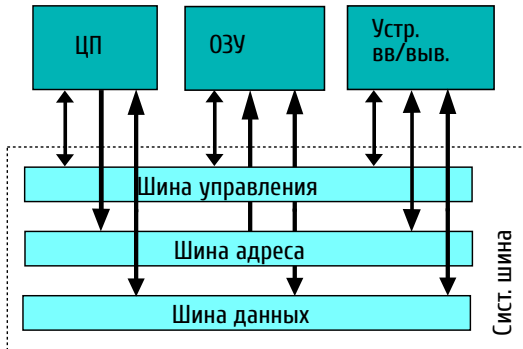 ЦП
ОЗУ
Устр.
вв/выв.
Шина управления
Шина адреса
Шина данных
Сист. шина